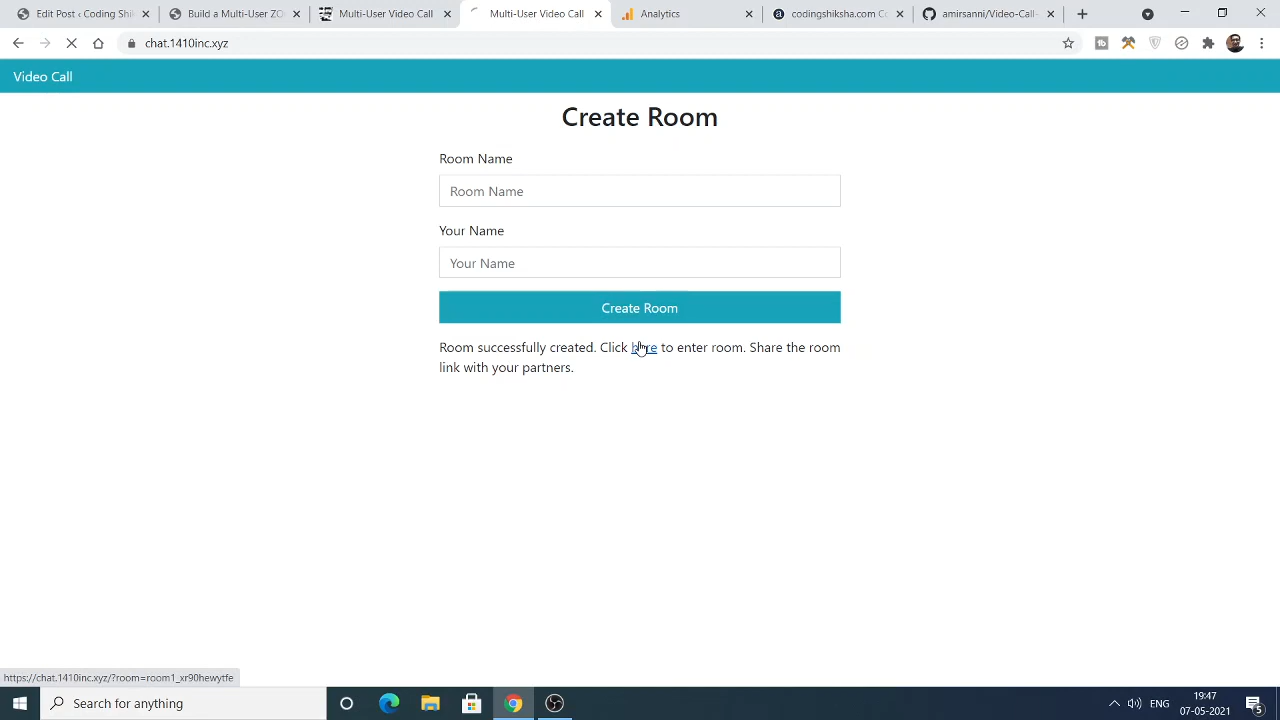 Edit Post ‹ Coding Shi
Build a Multi-User ZO
Multi-User Video Call
Multi-User Video Call
Analytics
codingshiksha.com Co
amirsanni/Video-Call-
chat.1410inc.xyz
Video Call
Create Room
Room Name
Room Name
Your Name
Your Name
Create Room
Room successfully created. Click here to enter room. Share the room
link with your partners.
https://chat.1410inc.xyz/?room=room1_xr90hewytfe
Search for anything
ENG
19:47
07-05-2021
5